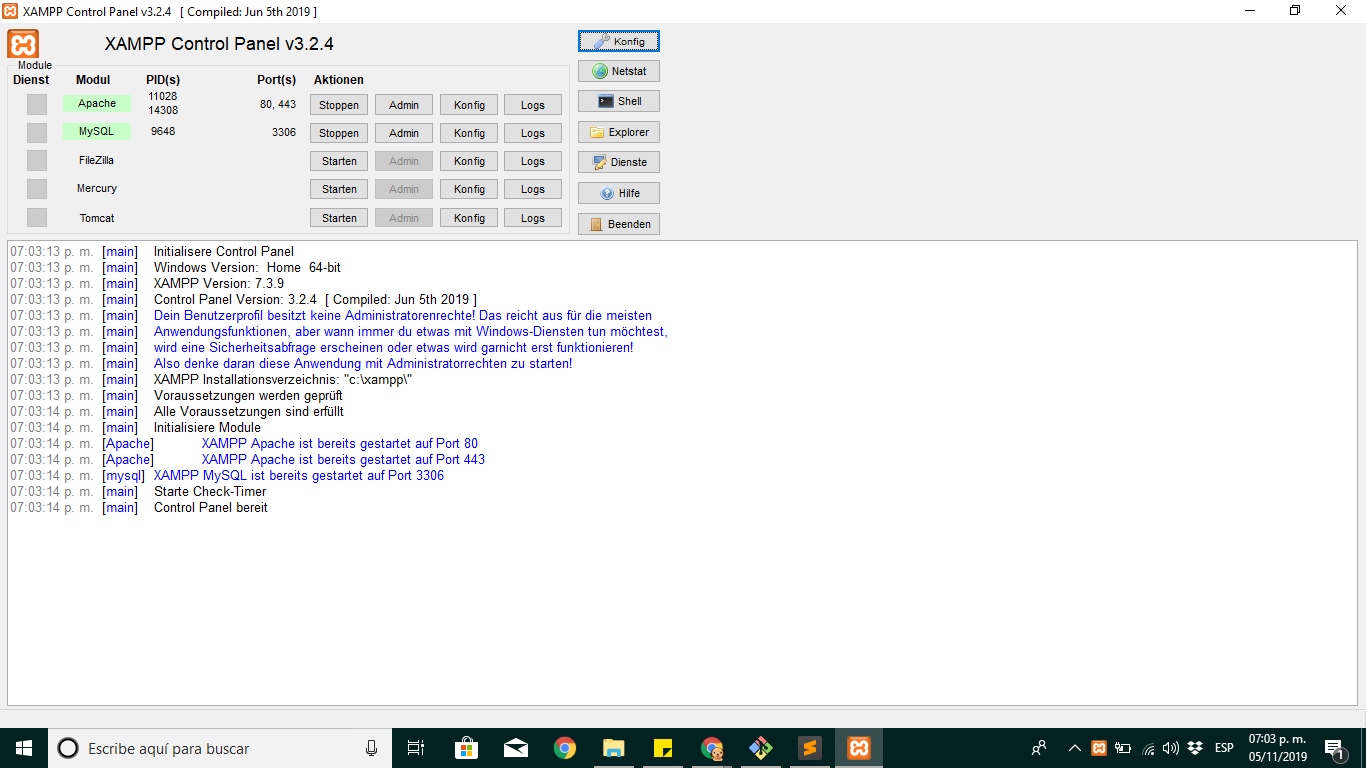 XAMPP Control Panel v3.2.4 [ Compiled: Jun 5th 2019 ]
XAMPP Control Panel v3.2.4
Konfig
Module
Dienst Modul PID(s) Port(s) Aktionen
Netstat
Apache 11028 14308 80, 443 Stoppen Admin Konfig Logs
Shell
MySQL 9648 3306 Stoppen Admin Konfig Logs
Explorer
FileZilla Starten Admin Konfig Logs
Dienste
Mercury Starten Admin Konfig Logs
Hilfe
Tomcat Starten Admin Konfig Logs
Beenden
07:03:13 p. m. [main] Initialisere Control Panel
07:03:13 p. m. [main] Windows Version: Home 64-bit
07:03:13 p. m. [main] XAMPP Version: 7.3.9
07:03:13 p. m. [main] Control Panel Version: 3.2.4 [ Compiled: Jun 5th 2019 ]
07:03:13 p. m. [main] Dein Benutzerprofil besitzt keine Administratorenrechte! Das reicht aus für die meisten
07:03:13 p. m. [main] Anwendungsfunktionen, aber wann immer du etwas mit Windows-Diensten tun möchtest,
07:03:13 p. m. [main] wird eine Sicherheitsabfrage erscheinen oder etwas wird garnicht erst funktionieren!
07:03:13 p. m. [main] Also denke daran diese Anwendung mit Administratorrechten zu starten!
07:03:13 p. m. [main] XAMPP Installationsverzeichnis: "c:\xampp\"
07:03:13 p. m. [main] Voraussetzungen werden geprüft
07:03:14 p. m. [main] Alle Voraussetzungen sind erfüllt
07:03:14 p. m. [main] Initialisiere Module
07:03:14 p. m. [Apache] XAMPP Apache ist bereits gestartet auf Port 80
07:03:14 p. m. [Apache] XAMPP Apache ist bereits gestartet auf Port 443
07:03:14 p. m. [mysql] XAMPP MySQL ist bereits gestartet auf Port 3306
07:03:14 p. m. [main] Starte Check-Timer
07:03:14 p. m. [main] Control Panel bereit
Escribe aquí para buscar
ESP
07:03 p. m.
05/11/2019
1